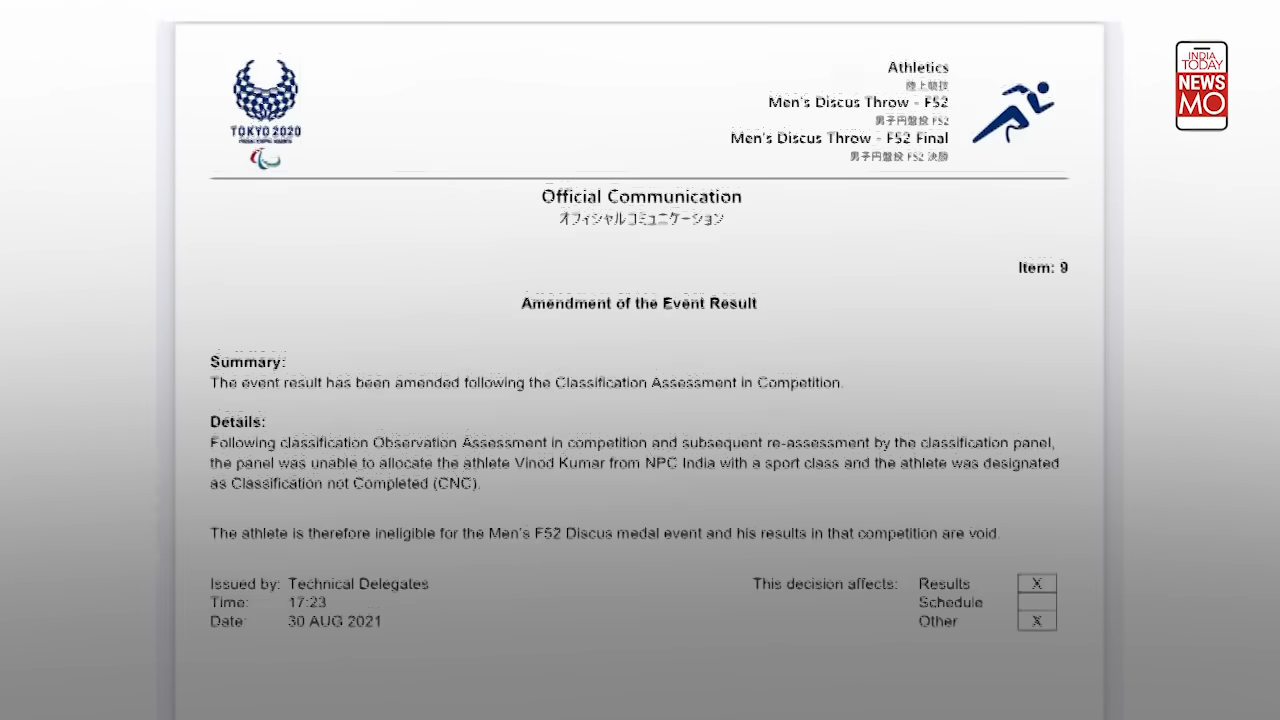 INDIA
TODAY
NEWS
MO
TOKYO 2020
PARALYMPIC GAMES
Athletics
陸上競技
Men's Discus Throw - F52
男子円盤投 F52
Men's Discus Throw - F52 Final
男子円盤投 F52 決勝
Official Communication
オフィシャルコミュニケーション
Item: 9
Amendment of the Event Result
Summary:
The event result has been amended following the Classification Assessment in Competition.
Details:
Following classification Observation Assessment in competition and subsequent re-assessment by the classification panel,
the panel was unable to allocate the athlete Vinod Kumar from NPC India with a sport class and the athlete was designated
as Classification not Completed (CNC).
The athlete is therefore ineligible for the Men's F52 Discus medal event and his results in that competition are void.
Issued by: Technical Delegates
Time: 17:23
Date: 30 AUG 2021
This decision affects: Results X
Schedule
Other X